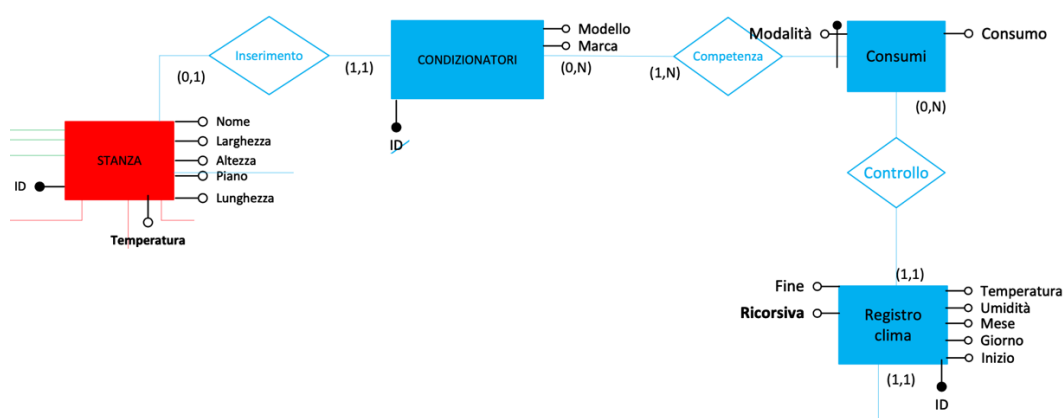 Modello
Marca
Inserimento
CONDIZIONATORI
(0,1)
(1,1)
(0,N)
(1,N)
Competenza
Modalità
Consumi
Consumo
(0,N)
ID
Nome
Larghezza
STANZA
Altezza
Piano
ID
Lunghezza
Temperatura
Controllo
(1,1)
Fine
Ricorsiva
Registro
clima
Temperatura
Umidità
Mese
Giorno
Inizio
(1,1)
ID